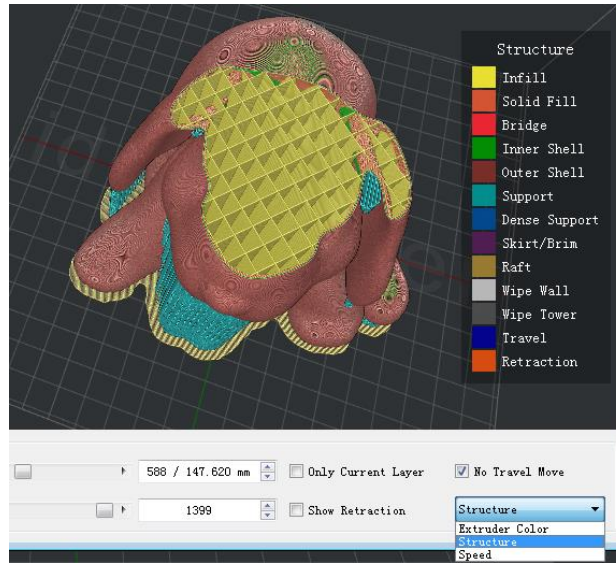 Structure
Infill
Solid Fill
Bridge
Inner Shell
Outer Shell
Support
Dense Support
Skirt/Brim
Raft
Wipe Wall
Wipe Tower
Travel
Retraction
588 / 147.620 mm
Only Current Layer
No Travel Move
1399
Show Retraction
Structure
Extruder Color
Structure
Speed